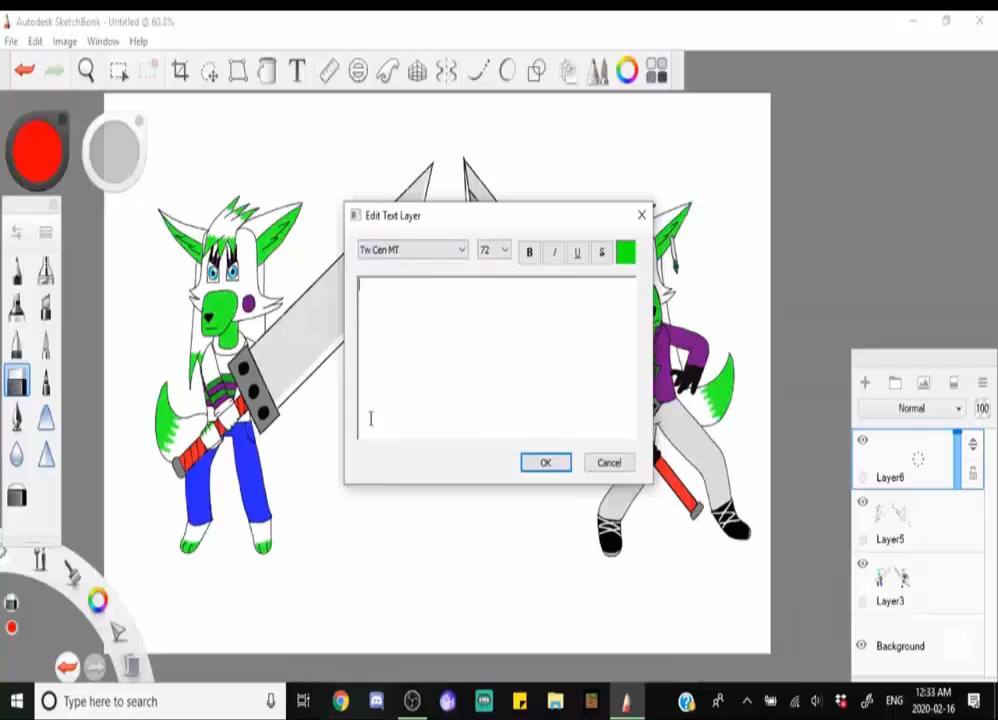 Autodesk SketchBook - Untitled @ 60.8%
File Edit Image Window Help
T
Edit Text Layer
Tw Cen MT 72 B I U S
OK Cancel
Normal 100
Layer6
Layer5
Layer3
Background
Type here to search
ENG
12:33 AM
2020-02-16